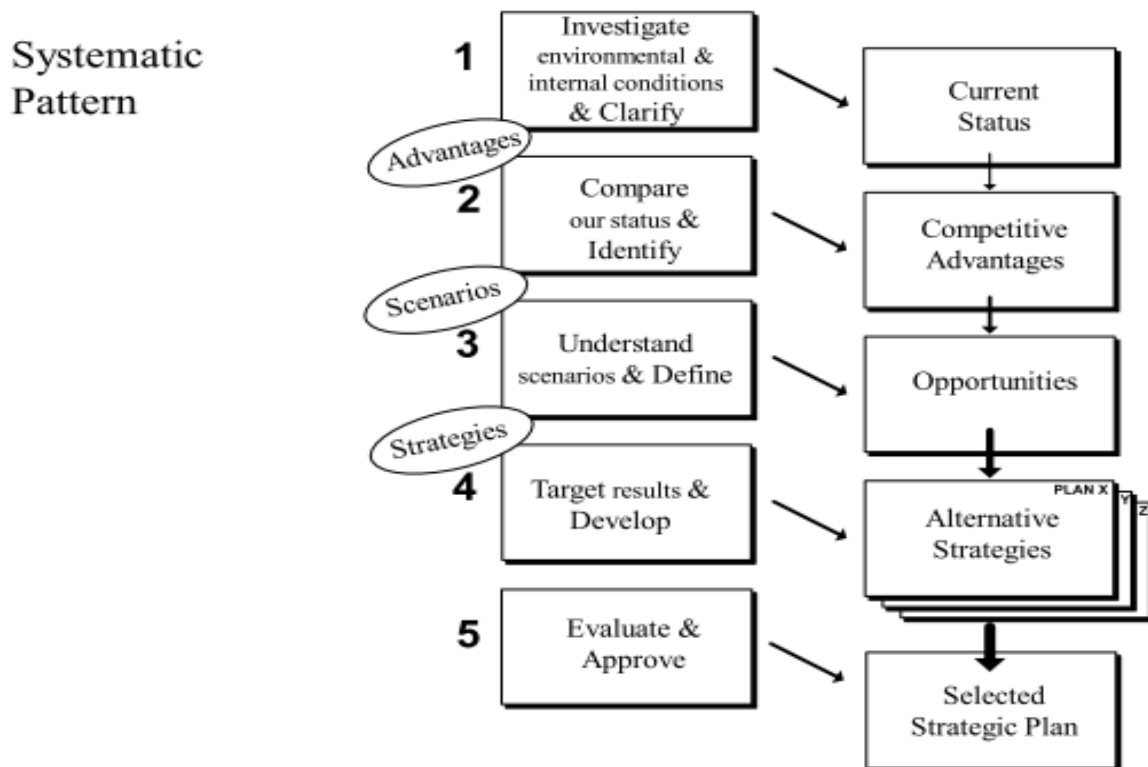 Systematic
Pattern
1
Investigate
environmental &
internal conditions
& Clarify
Current
Status
Advantages
2
Compare
our status &
Identify
Competitive
Advantages
Scenarios
3
Understand
scenarios & Define
Opportunities
Strategies
4
Target results &
Develop
PLAN X
Y
Z
Alternative
Strategies
5
Evaluate &
Approve
Selected
Strategic Plan